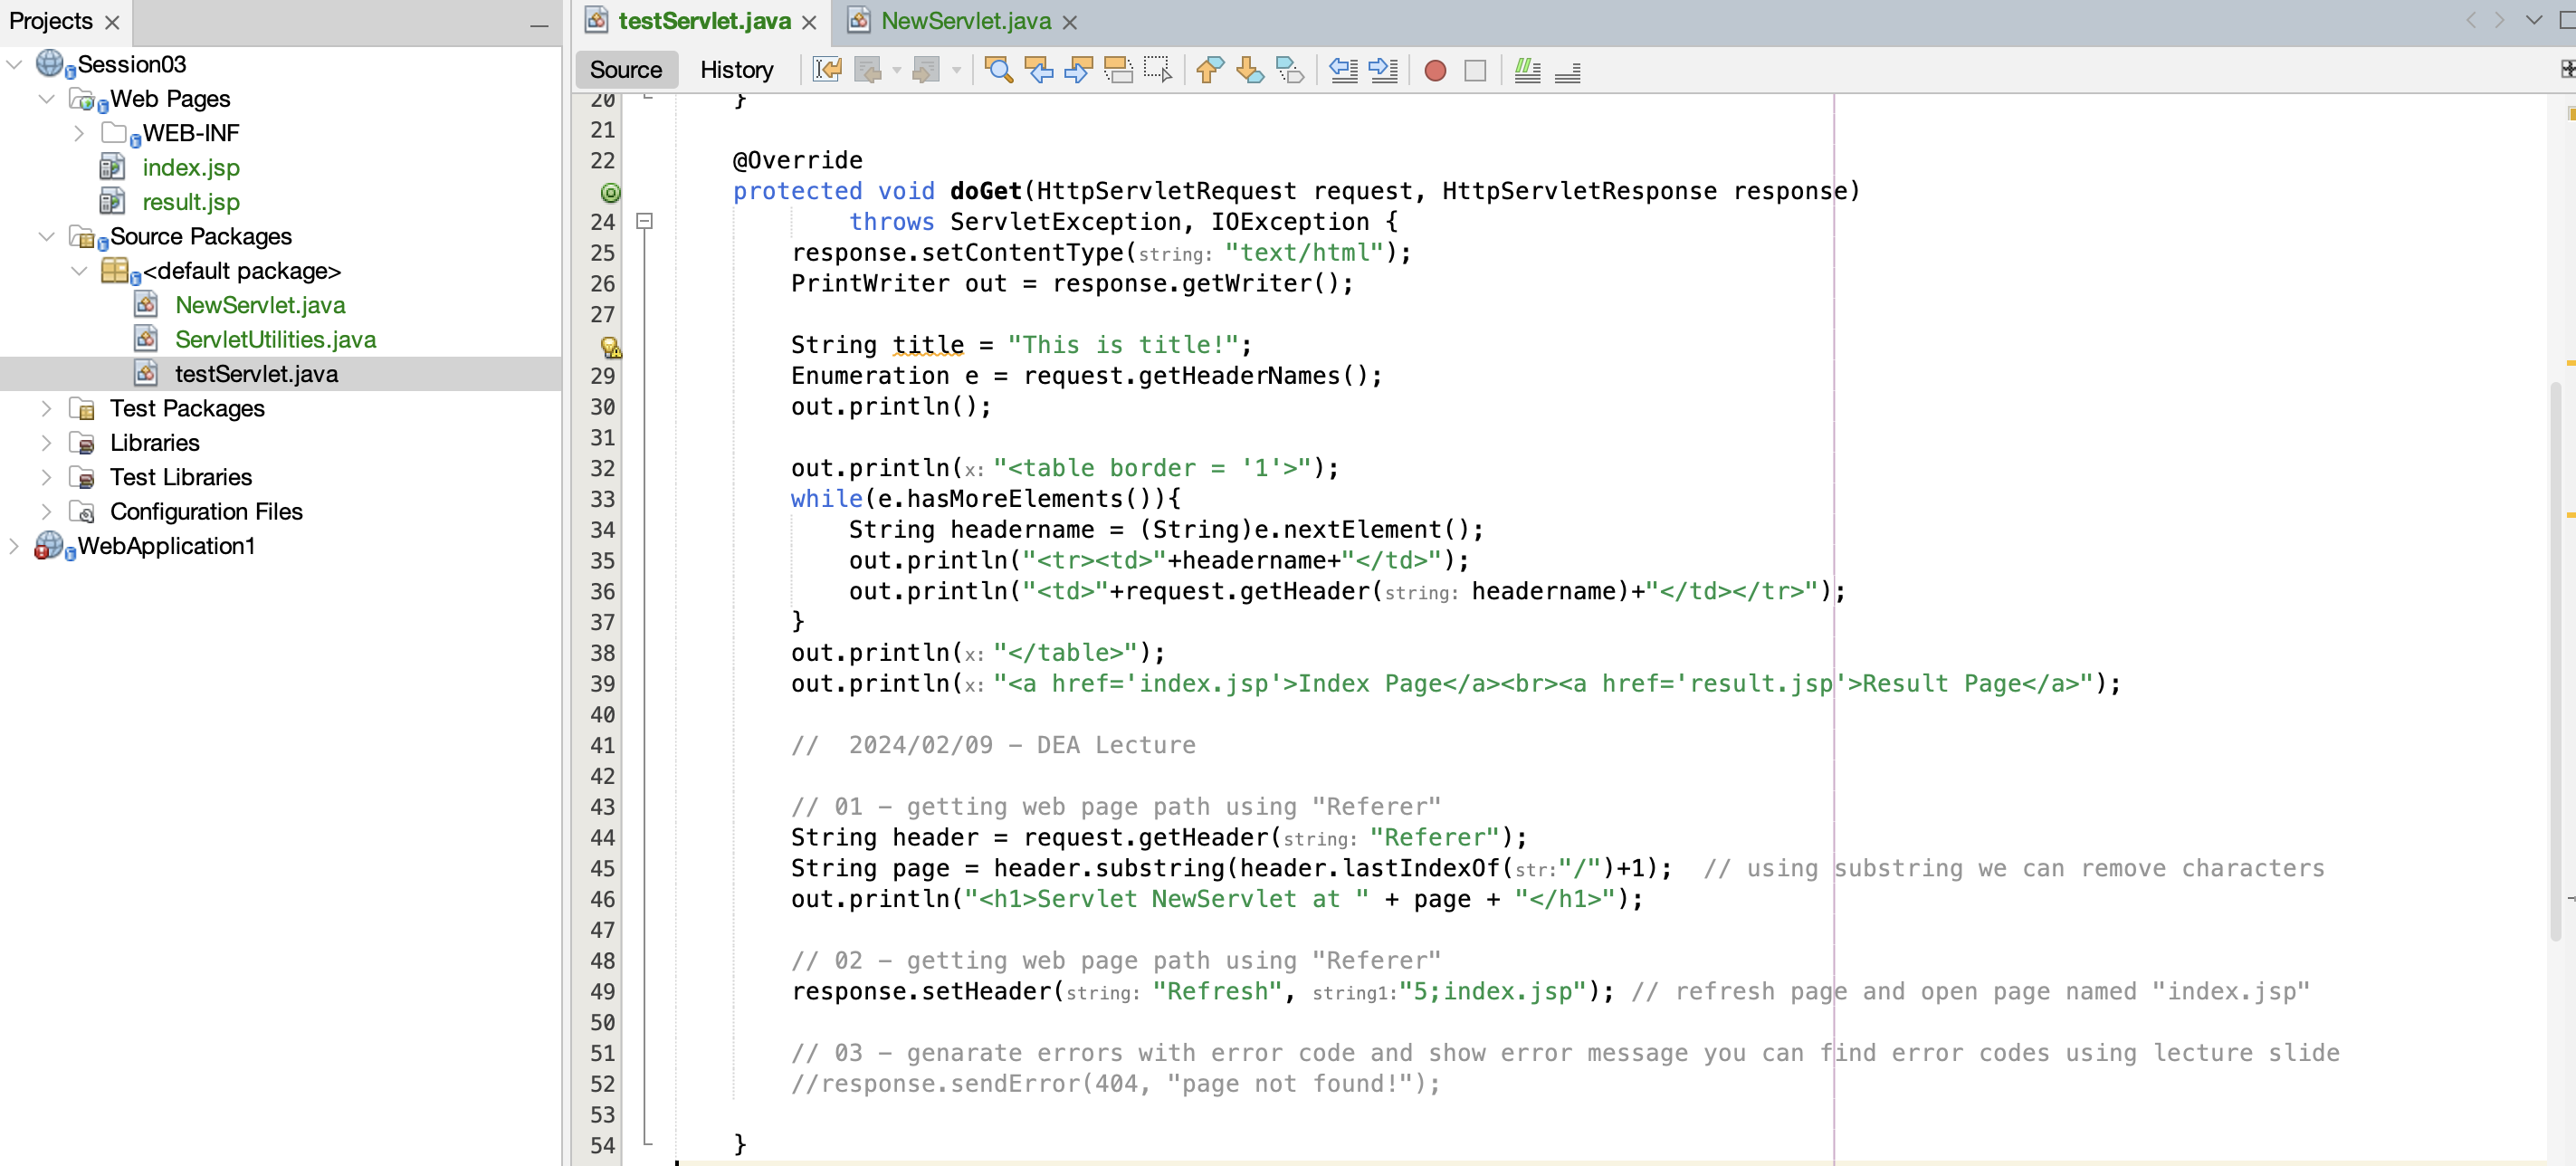 Projects
Session03
Web Pages
WEB-INF
index.jsp
result.jsp
Source Packages
<default package>
NewServlet.java
ServletUtilities.java
testServlet.java
Test Packages
Libraries
Test Libraries
Configuration Files
WebApplication1
testServlet.java NewServlet.java
Source History
20 }
21
22 @Override
protected void doGet(HttpServletRequest request, HttpServletResponse response)
24 throws ServletException, IOException {
25 response.setContentType(string: "text/html");
26 PrintWriter out = response.getWriter();
27
String title = "This is title!";
29 Enumeration e = request.getHeaderNames();
30 out.println();
31
32 out.println(x: "<table border = '1'>");
33 while(e.hasMoreElements()){
34 String headername = (String)e.nextElement();
35 out.println("<tr><td>"+headername+"</td>");
36 out.println("<td>"+request.getHeader(string: headername)+"</td></tr>");
37 }
38 out.println(x: "</table>");
39 out.println(x: "<a href='index.jsp'>Index Page</a><br><a href='result.jsp'>Result Page</a>");
40
41 //  2024/02/09 - DEA Lecture
42
43 // 01 - getting web page path using "Referer"
44 String header = request.getHeader(string: "Referer");
45 String page = header.substring(header.lastIndexOf(str:"/")+1);  // using substring we can remove characters
46 out.println("<h1>Servlet NewServlet at " + page + "</h1>");
47
48 // 02 - getting web page path using "Referer"
49 response.setHeader(string: "Refresh", string1:"5;index.jsp"); // refresh page and open page named "index.jsp"
50
51 // 03 - genarate errors with error code and show error message you can find error codes using lecture slide
52 //response.sendError(404, "page not found!");
53
54 }